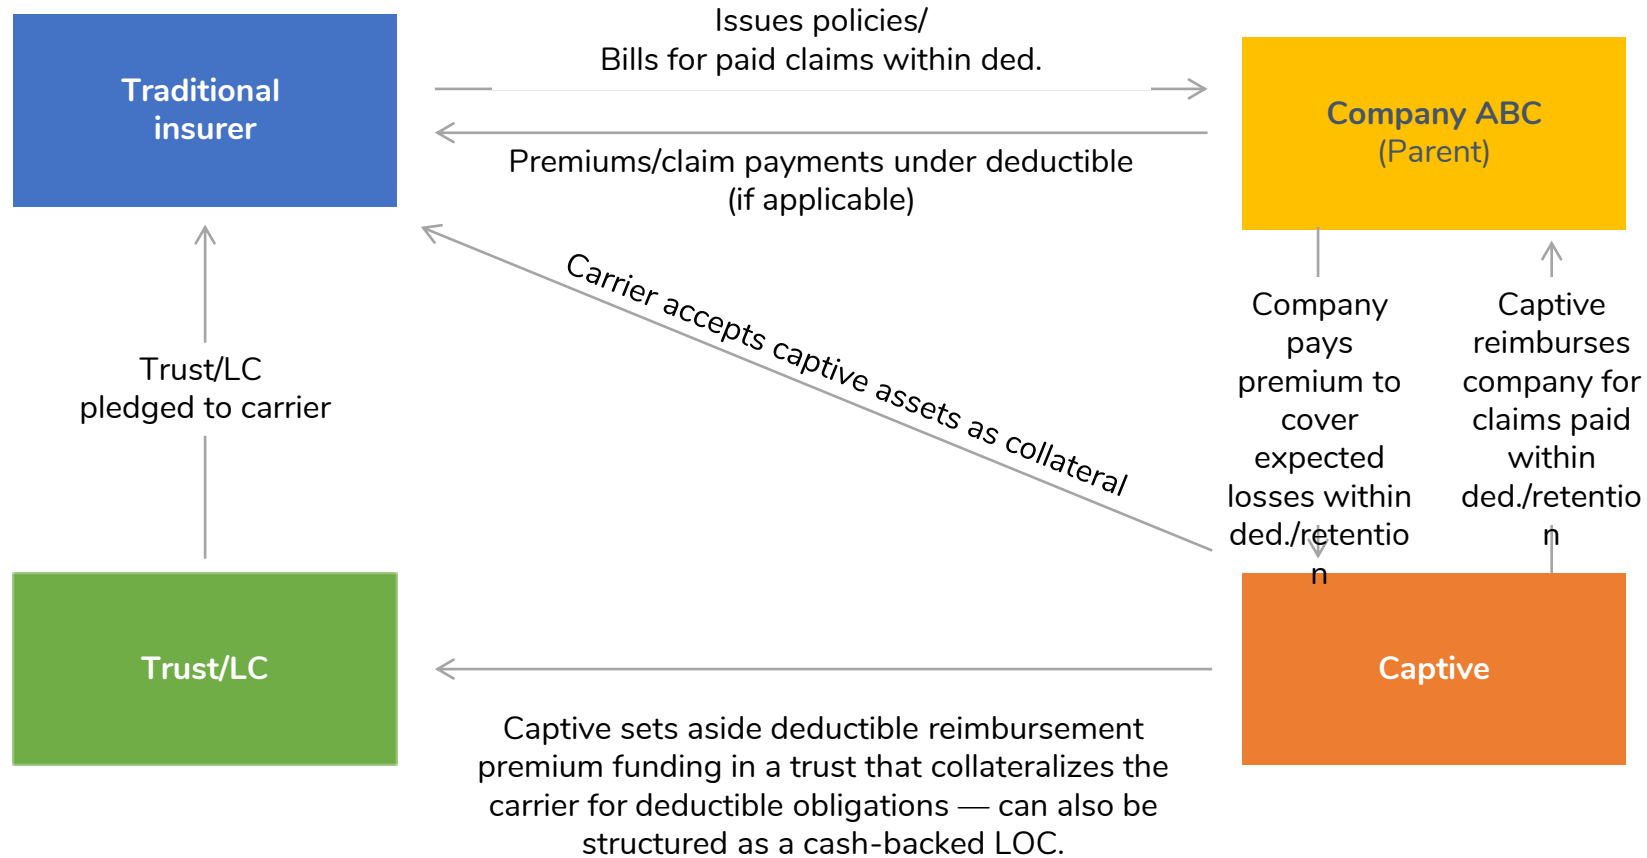 Issues policies/
Bills for paid claims within ded.
Traditional
insurer
Company ABC
(Parent)
Premiums/claim payments under deductible
(if applicable)
Carrier accepts captive assets as collateral
Trust/LC
pledged to carrier
Company
pays
premium to
cover
expected
losses within
ded./retentio
n
Captive
reimburses
company for
claims paid
within
ded./retentio
n
Trust/LC
Captive
Captive sets aside deductible reimbursement
premium funding in a trust that collateralizes the
carrier for deductible obligations — can also be
structured as a cash-backed LOC.